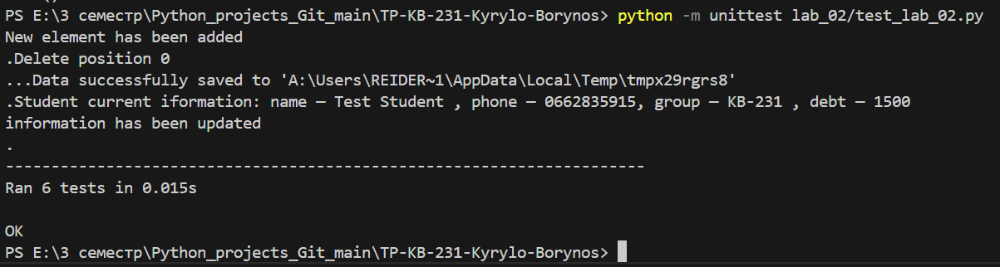 PS E:\3 семестр\Python_projects_Git_main\TP-KB-231-Kyrylo-Borynos> python -m unittest lab_02/test_lab_02.py
New element has been added
.Delete position 0
...Data successfully saved to 'A:\Users\REIDER~1\AppData\Local\Temp\tmpx29rgrs8'
.Student current iformation: name — Test Student , phone — 0662835915, group — KB-231 , debt — 1500
information has been updated
.
----------------------------------------------------------------------
Ran 6 tests in 0.015s
OK
PS E:\3 семестр\Python_projects_Git_main\TP-KB-231-Kyrylo-Borynos>